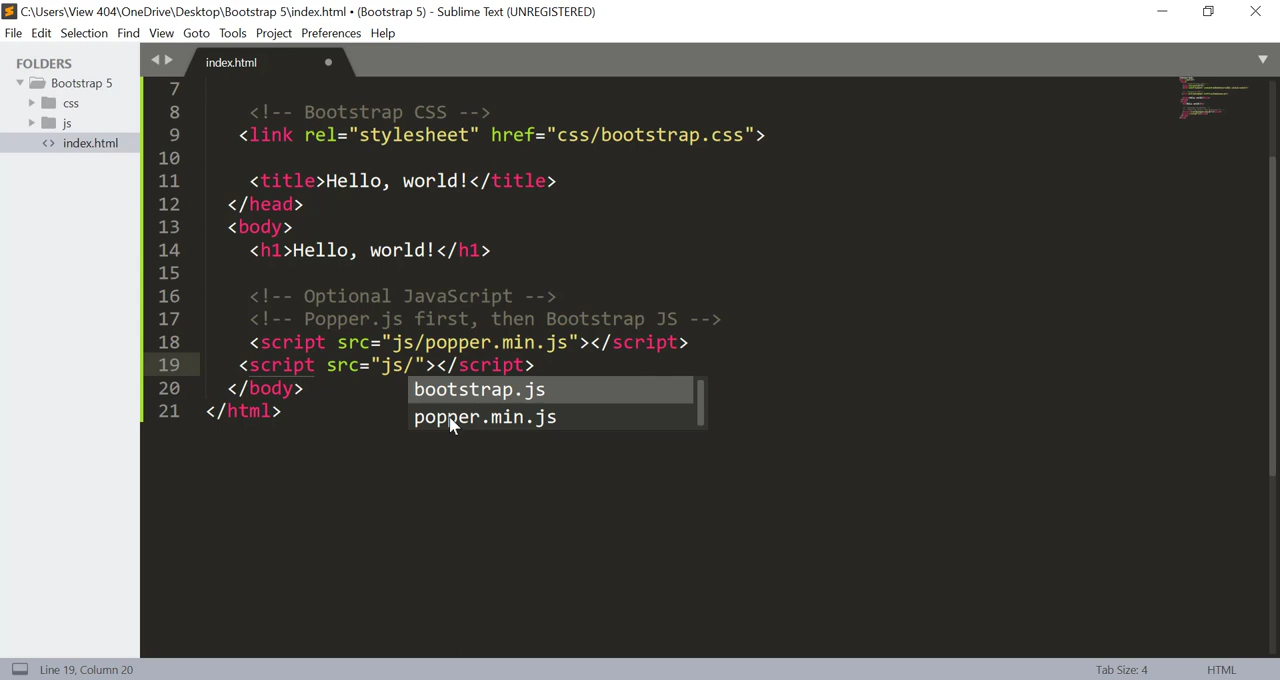 C:\Users\View 404\OneDrive\Desktop\Bootstrap 5\index.html • (Bootstrap 5) - Sublime Text (UNREGISTERED)
File Edit Selection Find View Goto Tools Project Preferences Help
FOLDERS
Bootstrap 5
css
js
<> index.html
index.html
7
8 <!-- Bootstrap CSS -->
9 <link rel="stylesheet" href="css/bootstrap.css">
10
11 <title>Hello, world!</title>
12 </head>
13 <body>
14 <h1>Hello, world!</h1>
15
16 <!-- Optional JavaScript -->
17 <!-- Popper.js first, then Bootstrap JS -->
18 <script src="js/popper.min.js"></script>
19 <script src="js/"></script>
20 </body>
21 </html>
bootstrap.js
popper.min.js
Line 19, Column 20
Tab Size: 4
HTML